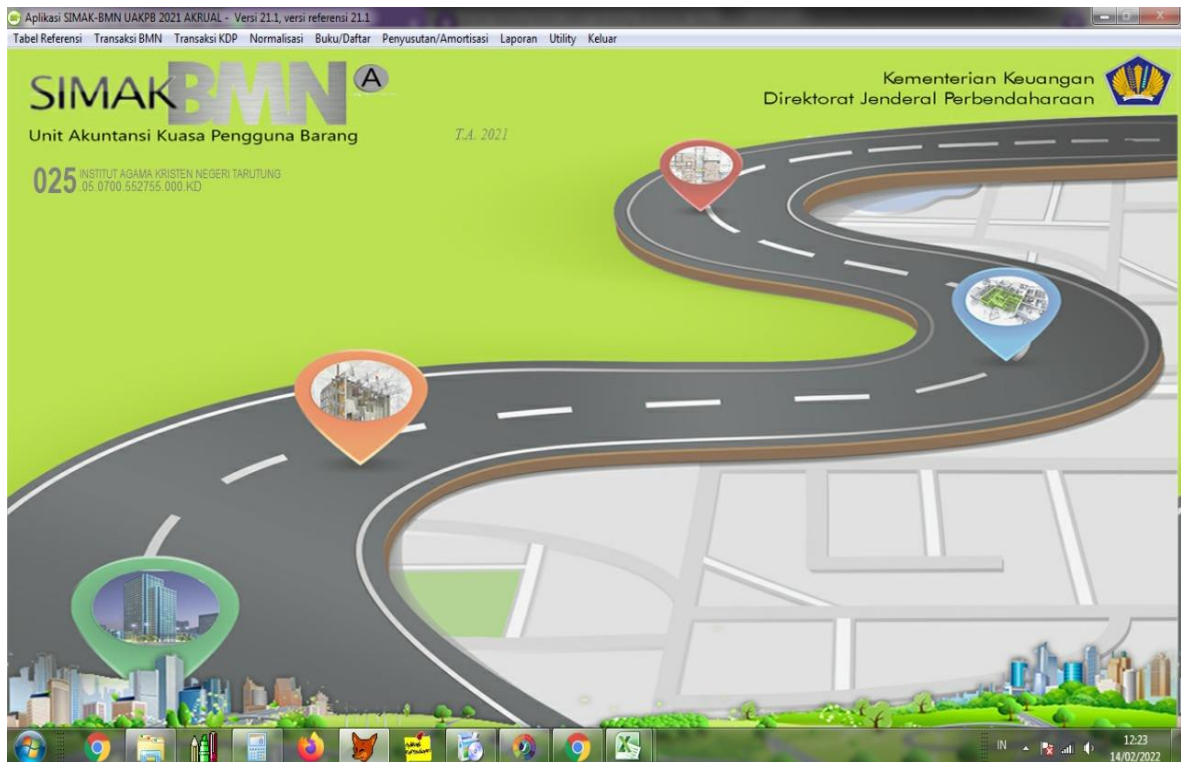 Aplikasi SIMAK-BMN UAKPB 2021 AKRUAL - Versi 21.1, versi referensi 21.1
Tabel Referensi Transaksi BMN Transaksi KDP Normalisasi Buku/Daftar Penyusutan/Amortisasi Laporan Utility Keluar
SIMAK BMN A
Unit Akuntansi Kuasa Pengguna Barang
T.A. 2021
Kementerian Keuangan
Direktorat Jenderal Perbendaharaan
025 INSTITUT AGAMA KRISTEN NEGERI TARUTUNG
.05.0700.552755.000.KD
IN
12:23
14/02/2022